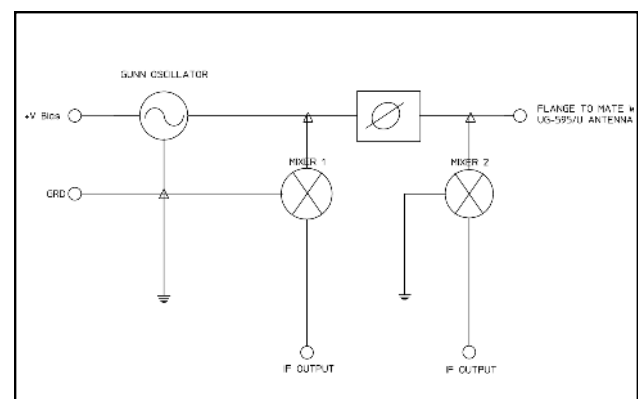 GUNN OSCILLATOR
+V Bias
FLANGE TO MATE w
UG-595/U ANTENNA
MIXER 1
MIXER 2
GRD
IF OUTPUT
IF OUTPUT